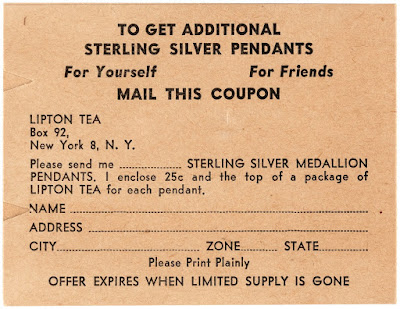 TO GET ADDITIONAL
STERLING SILVER PENDANTS
For Yourself For Friends
MAIL THIS COUPON
LIPTON TEA
Box 92,
New York 8, N. Y.
Please send me .............. STERLING SILVER MEDALLION
PENDANTS. I enclose 25c and the top of a package of
LIPTON TEA for each pendant.
NAME
ADDRESS
CITY ZONE STATE
Please Print Plainly
OFFER EXPIRES WHEN LIMITED SUPPLY IS GONE